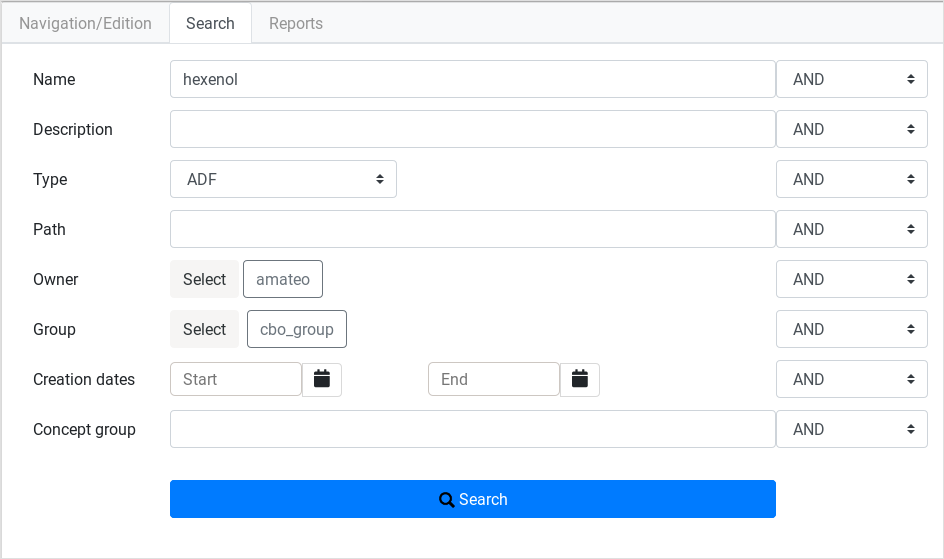 Navigation/Edition Search Reports
Name hexenol AND
Description AND
Type ADF AND
Path AND
Owner Select amateo AND
Group Select cbo_group AND
Creation dates Start End AND
Concept group AND
Search